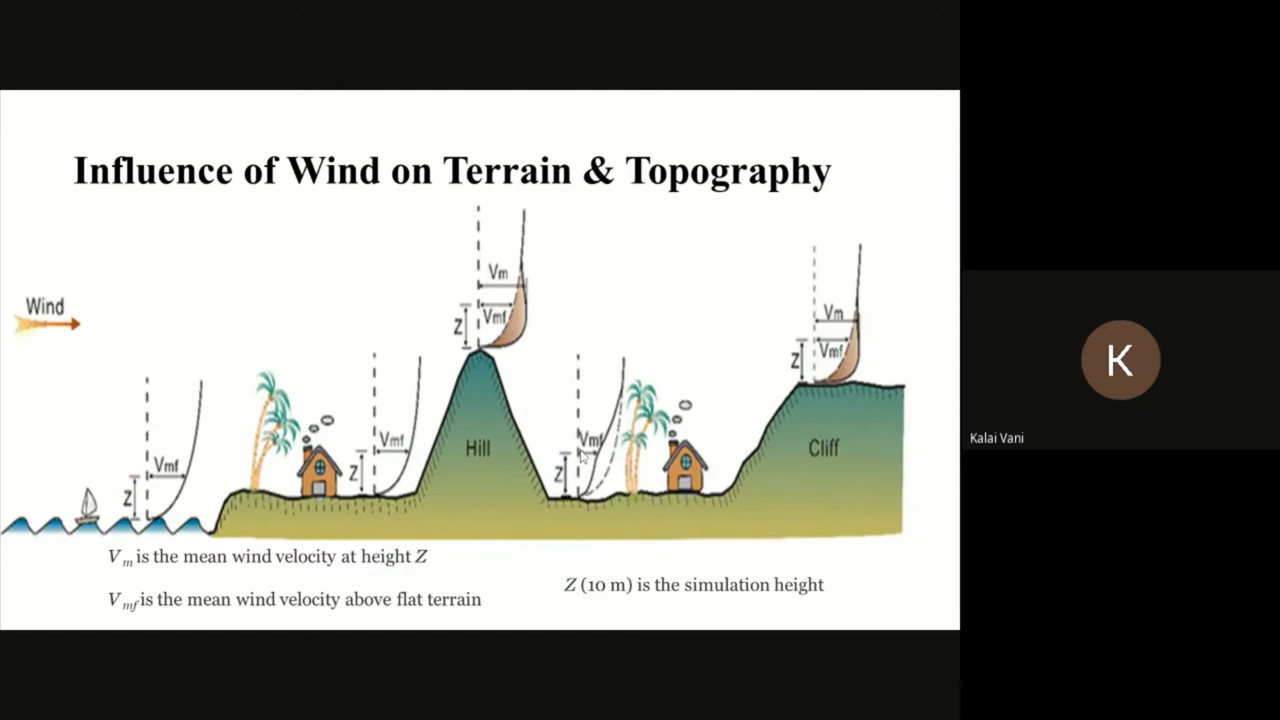 Influence of Wind on Terrain & Topography
Wind
Vmf
Z
Vmf
Z
Vm
Vmf
Z
Hill
Vmf
Z
Vm
Vmf
Z
Cliff
Vm is the mean wind velocity at height Z
Vmf is the mean wind velocity above flat terrain
Z (10 m) is the simulation height
K
Kalai Vani